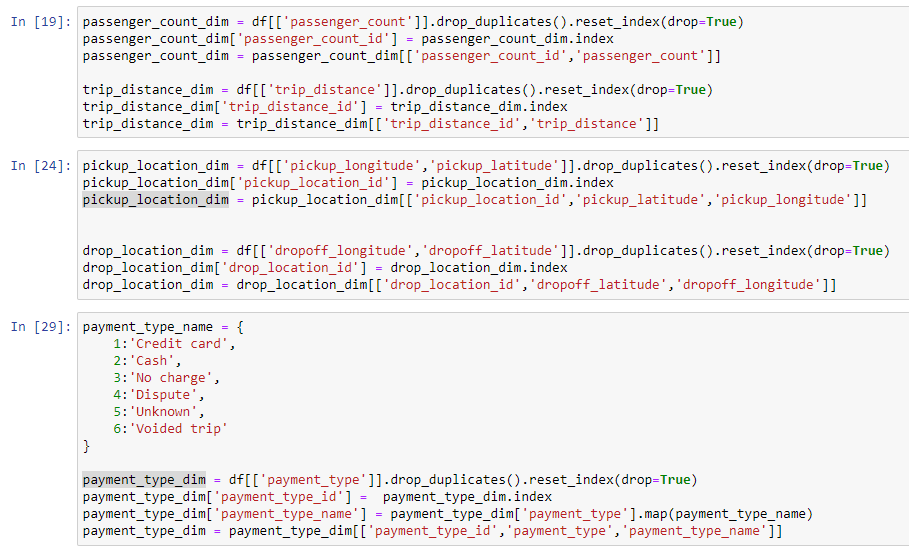 In [19]: passenger_count_dim = df[['passenger_count']].drop_duplicates().reset_index(drop=True)
passenger_count_dim['passenger_count_id'] = passenger_count_dim.index
passenger_count_dim = passenger_count_dim[['passenger_count_id','passenger_count']]
trip_distance_dim = df[['trip_distance']].drop_duplicates().reset_index(drop=True)
trip_distance_dim['trip_distance_id'] = trip_distance_dim.index
trip_distance_dim = trip_distance_dim[['trip_distance_id','trip_distance']]
In [24]: pickup_location_dim = df[['pickup_longitude','pickup_latitude']].drop_duplicates().reset_index(drop=True)
pickup_location_dim['pickup_location_id'] = pickup_location_dim.index
pickup_location_dim = pickup_location_dim[['pickup_location_id','pickup_latitude','pickup_longitude']]
drop_location_dim = df[['dropoff_longitude','dropoff_latitude']].drop_duplicates().reset_index(drop=True)
drop_location_dim['drop_location_id'] = drop_location_dim.index
drop_location_dim = drop_location_dim[['drop_location_id','dropoff_latitude','dropoff_longitude']]
In [29]: payment_type_name = {
    1:'Credit card',
    2:'Cash',
    3:'No charge',
    4:'Dispute',
    5:'Unknown',
    6:'Voided trip'
}
payment_type_dim = df[['payment_type']].drop_duplicates().reset_index(drop=True)
payment_type_dim['payment_type_id'] =  payment_type_dim.index
payment_type_dim['payment_type_name'] = payment_type_dim['payment_type'].map(payment_type_name)
payment_type_dim = payment_type_dim[['payment_type_id','payment_type','payment_type_name']]